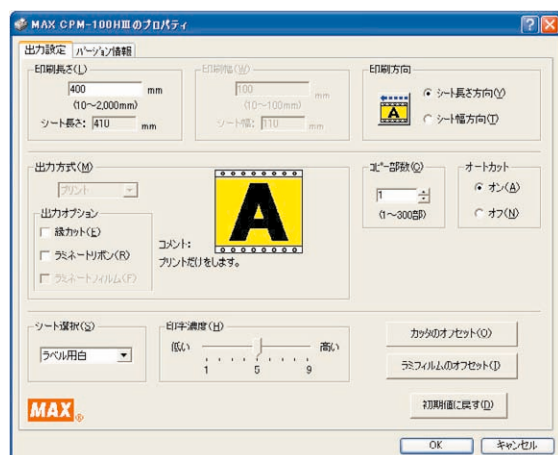 MAX CPM-100HⅢのプロパティ
出力設定 バージョン情報
印刷長さ(L)
400 mm
(10～2,000mm)
シート長さ: 410 mm
印刷幅(W)
100 mm
(10～100mm)
シート幅: 110 mm
印刷方向
A
シート長さ方向(Y)
シート幅方向(T)
出力方式(M)
プリント
出力オプション
縁カット(E)
ラミネートリボン(R)
ラミネートフィルム(F)
A
コメント:
プリントだけをします。
コピー部数(C)
1
(1～300部)
オートカット
オン(A)
オフ(N)
シート選択(S)
ラベル用白
印字濃度(H)
低い 高い
1 5 9
カッタのオフセット(O)
ラミフィルムのオフセット(I)
初期値に戻す(D)
MAX®
OK キャンセル